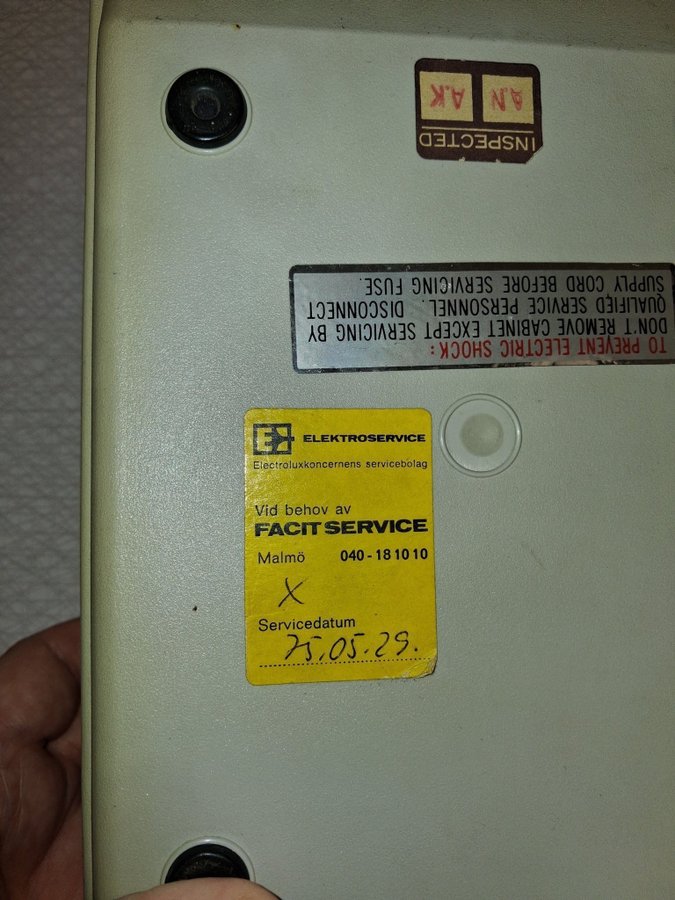 A.N A.K
INSPECTED
TO PREVENT ELECTRIC SHOCK:
DON'T REMOVE CABINET EXCEPT SERVICING BY
QUALIFIED SERVICE PERSONNEL. DISCONNECT
SUPPLY CORD BEFORE SERVICING FUSE.
E ELEKTROSERVICE
Electroluxkoncernens servicebolag
Vid behov av
FACIT SERVICE
Malmö 040-18 10 10
X
Servicedatum
75.05.29.